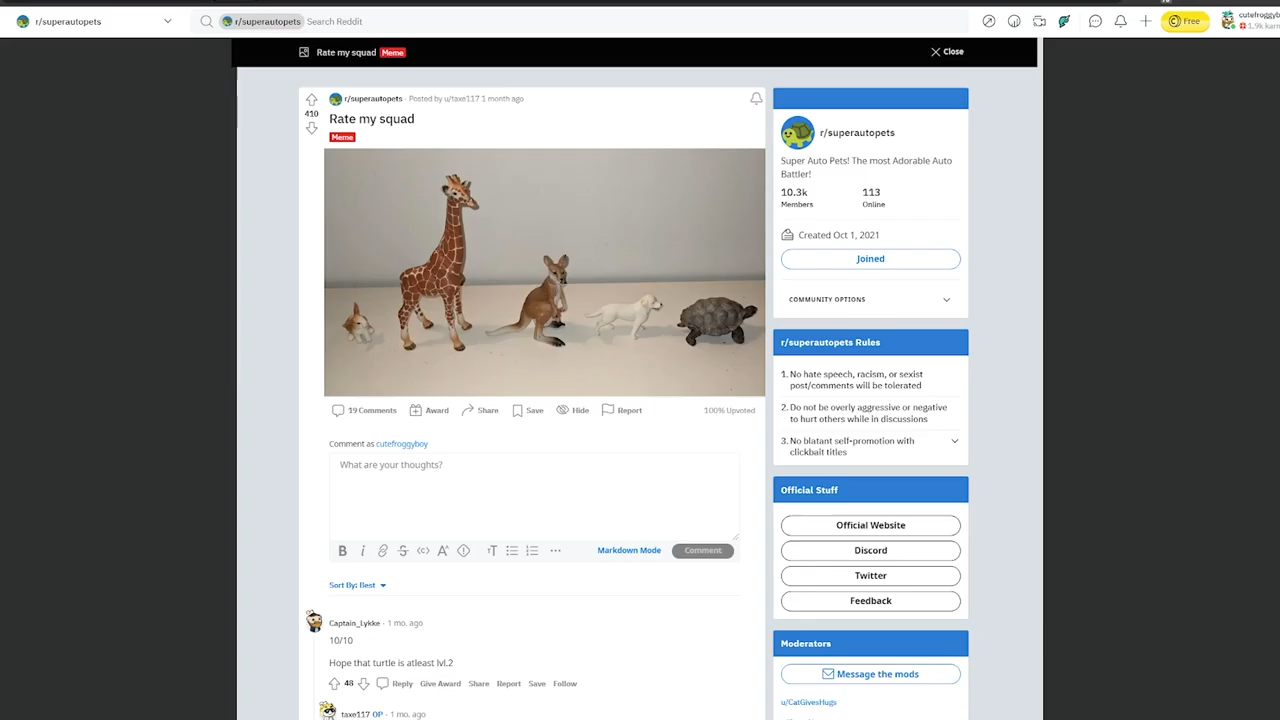 r/superautopets
r/superautopets Search Reddit
Free
1.9k
Rate my squad Meme
Close
r/superautopets · Posted by u/taxe117 1 month ago
410
Rate my squad
Meme
19 Comments Award Share Save Hide Report 100% Upvoted
Comment as cutefroggyboy
What are your thoughts?
Markdown Mode Comment
Sort By: Best
Captain_Lykke · 1 mo. ago
10/10
Hope that turtle is atleast lvl.2
48 Reply Give Award Share Report Save Follow
taxe117 OP · 1 mo. ago
r/superautopets
Super Auto Pets! The most Adorable Auto
Battler!
10.3k 113
Members Online
Created Oct 1, 2021
Joined
COMMUNITY OPTIONS
r/superautopets Rules
1. No hate speech, racism, or sexist
post/comments will be tolerated
2. Do not be overly aggressive or negative
to hurt others while in discussions
3. No blatant self-promotion with
clickbait titles
Official Stuff
Official Website
Discord
Twitter
Feedback
Moderators
Message the mods
u/CatGivesHugs